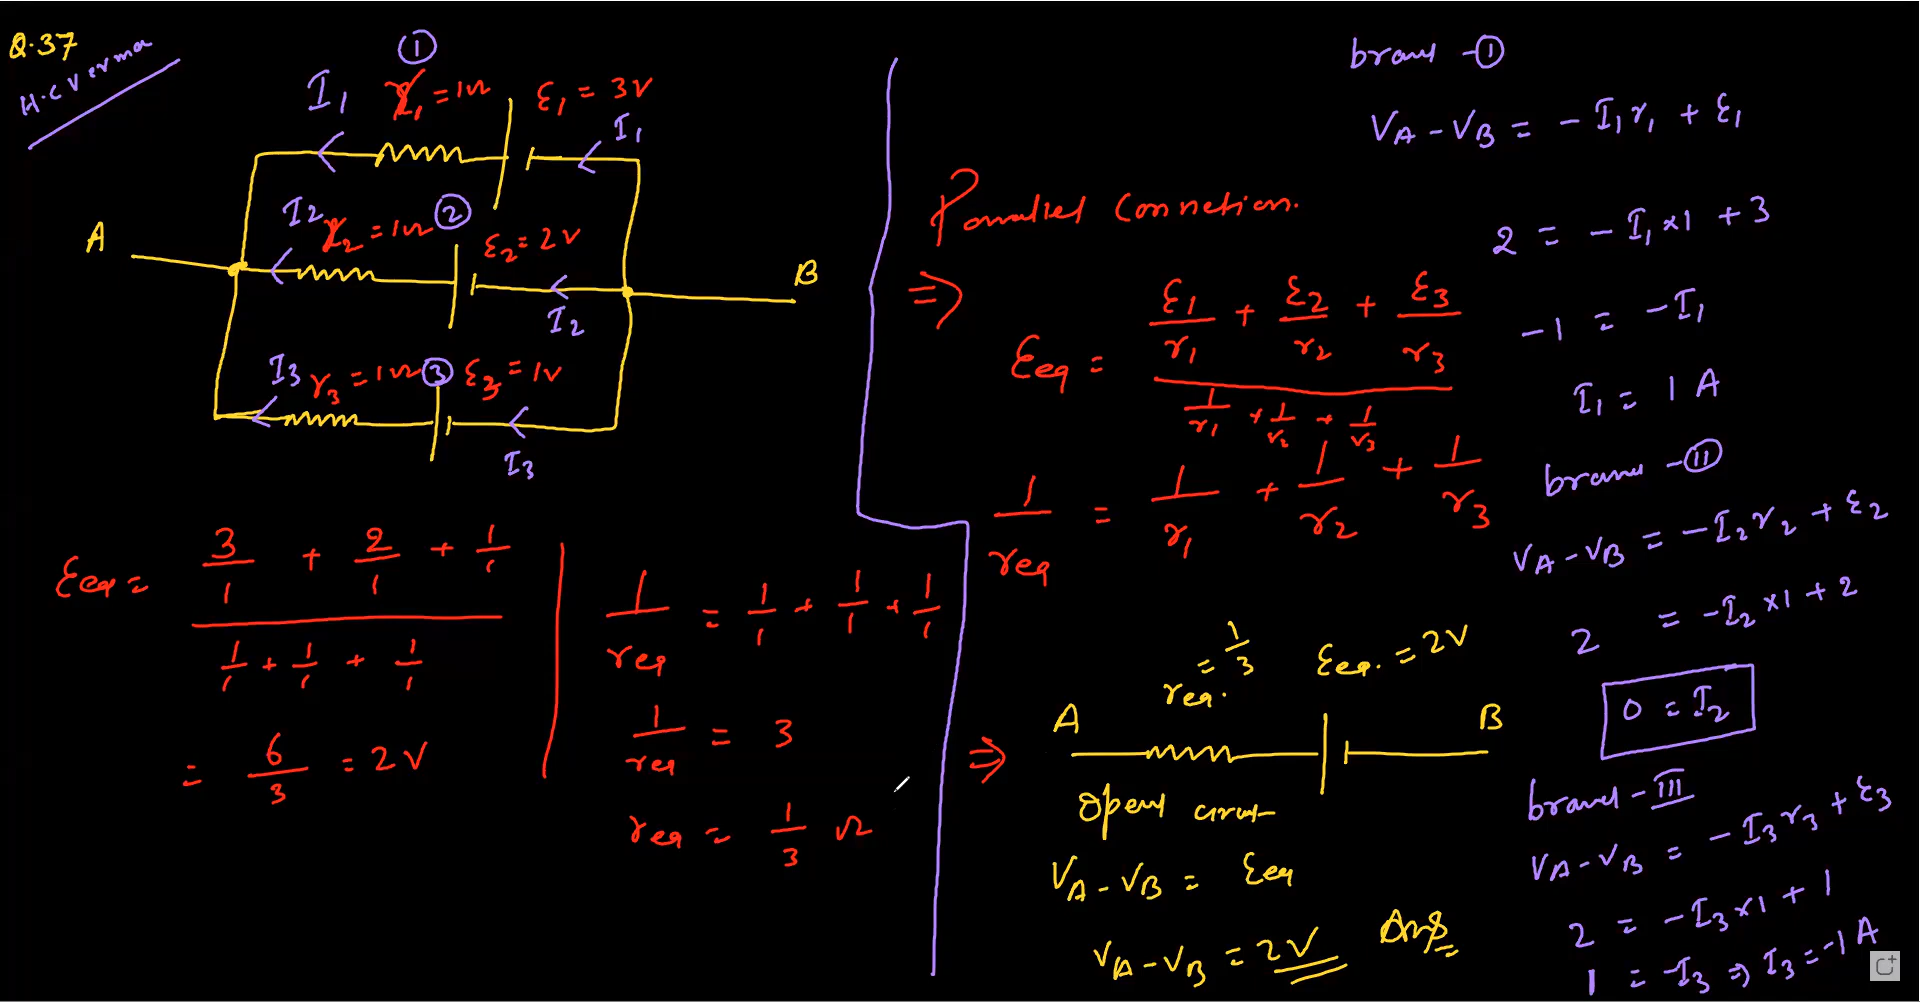 Q.37
H.C Verma
①
I₁ r₁ = 1Ω ε₁ = 3V
I₁
I₂ r₂ = 1Ω ② ε₂ = 2V
A
B
I₂
I₃ r₃ = 1Ω ③ ε₃ = 1V
I₃
εeq = (3/1 + 2/1 + 1/1) / (1/1 + 1/1 + 1/1)
= 6/3 = 2V
1/req = 1/1 + 1/1 + 1/1
1/req = 3
req = 1/3 Ω
Parallel Connection.
⇒
εeq = (ε₁/r₁ + ε₂/r₂ + ε₃/r₃) / (1/r₁ + 1/r₂ + 1/r₃)
1/req = 1/r₁ + 1/r₂ + 1/r₃
req. = 1/3 εeq. = 2V
⇒ A B
Open circuit
VA - VB = εeq
VA - VB = 2V Ans
branch - ①
VA - VB = - I₁r₁ + ε₁
2 = - I₁×1 + 3
-1 = -I₁
I₁ = 1 A
branch - Ⅱ
VA - VB = -I₂r₂ + ε₂
2 = -I₂×1 + 2
0 = I₂
branch - III
VA - VB = - I₃r₃ + ε₃
2 = - I₃×1 + 1
1 = -I₃ ⇒ I₃ = -1 A